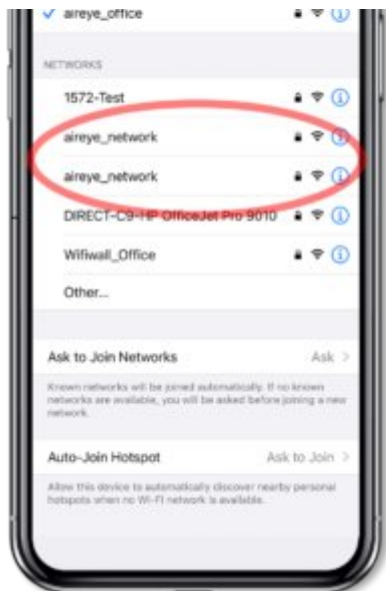 aireye_office
NETWORKS
1572-Test
aireye_network
aireye_network
DIRECT-C9-HP OfficeJet Pro 9010
Wifiwall_Office
Other...
Ask to Join Networks Ask >
Known networks will be joined automatically. If no known
networks are available, you will be asked before joining a new
network.
Auto-Join Hotspot Ask to Join >
Allow this device to automatically discover nearby personal
hotspots when no Wi-Fi network is available.